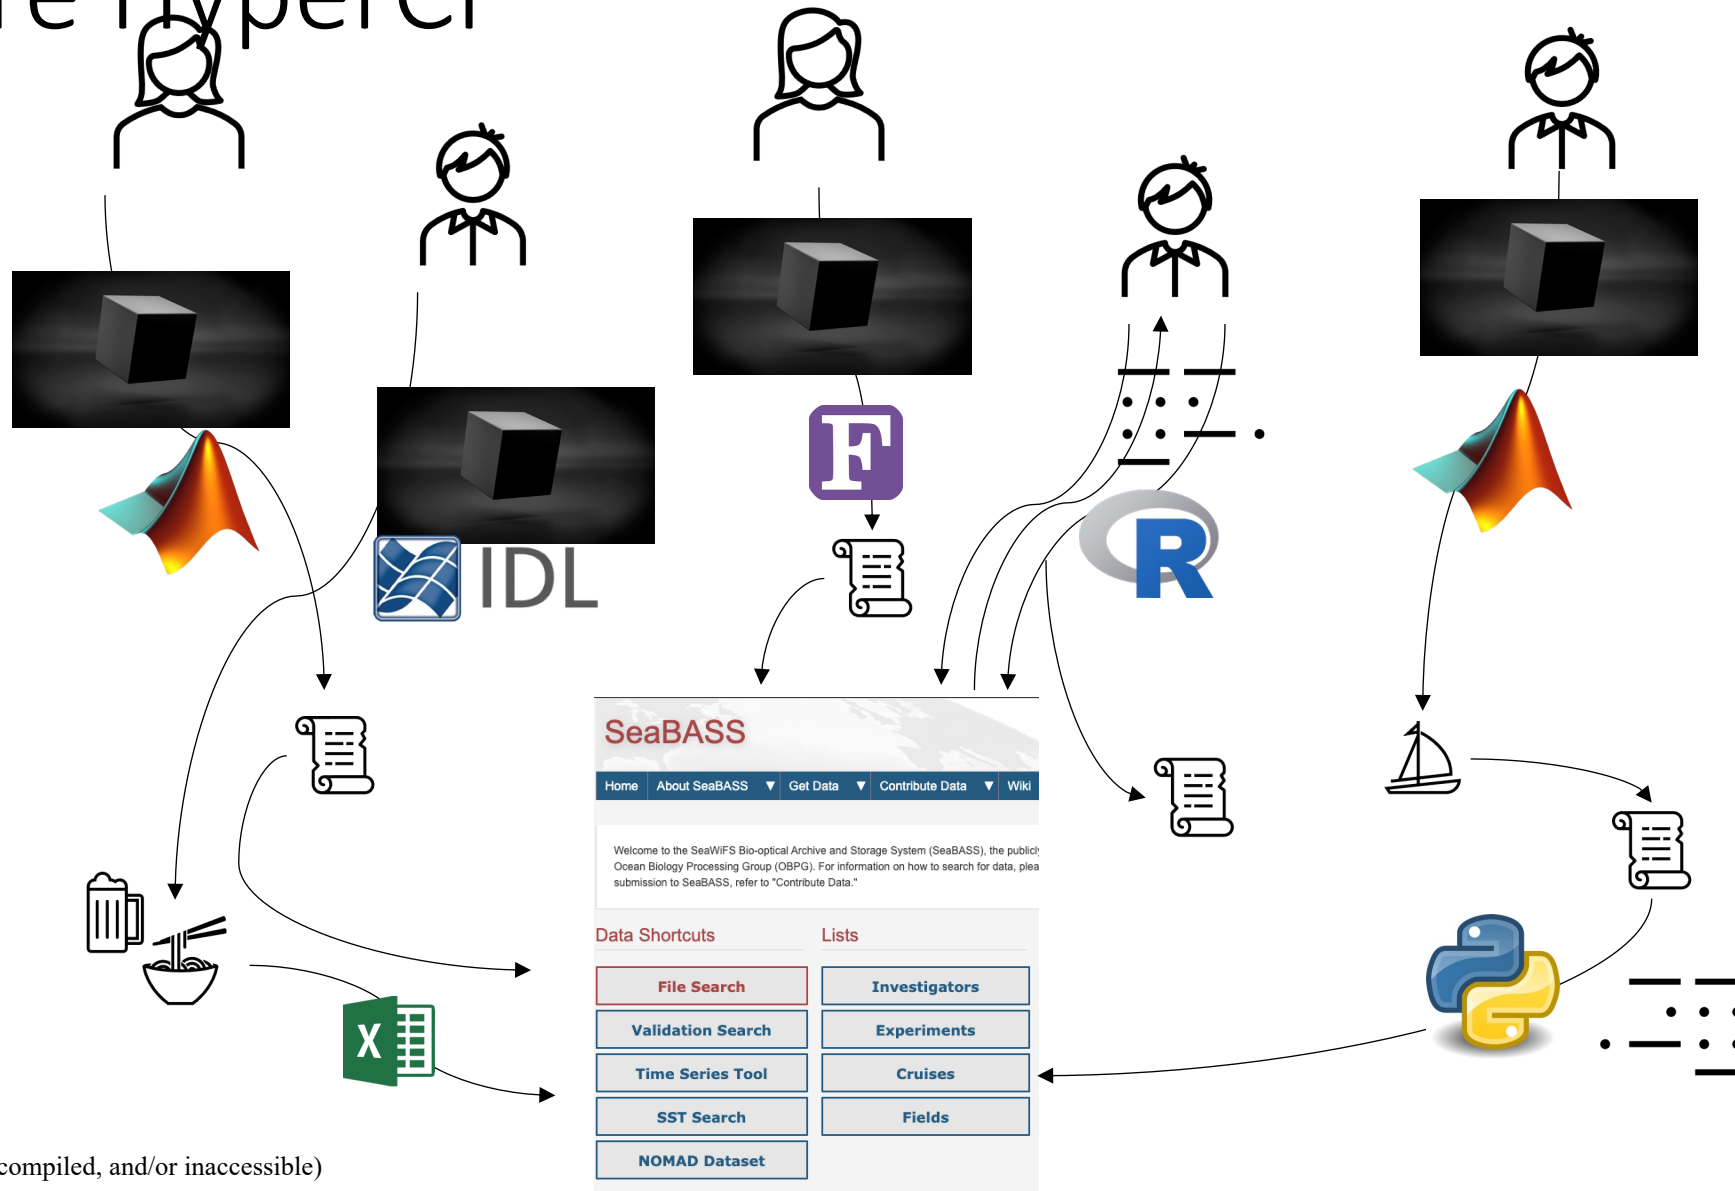 IDL
F
R
SeaBASS
Home About SeaBASS ▼ Get Data ▼ Contribute Data ▼ Wiki
Welcome to the SeaWiFS Bio-optical Archive and Storage System (SeaBASS), the publicly
Ocean Biology Processing Group (OBPG). For information on how to search for data, plea
submission to SeaBASS, refer to "Contribute Data."
Data Shortcuts Lists
File Search Investigators
Validation Search Experiments
X
Time Series Tool Cruises
SST Search Fields
NOMAD Dataset
compiled, and/or inaccessible)